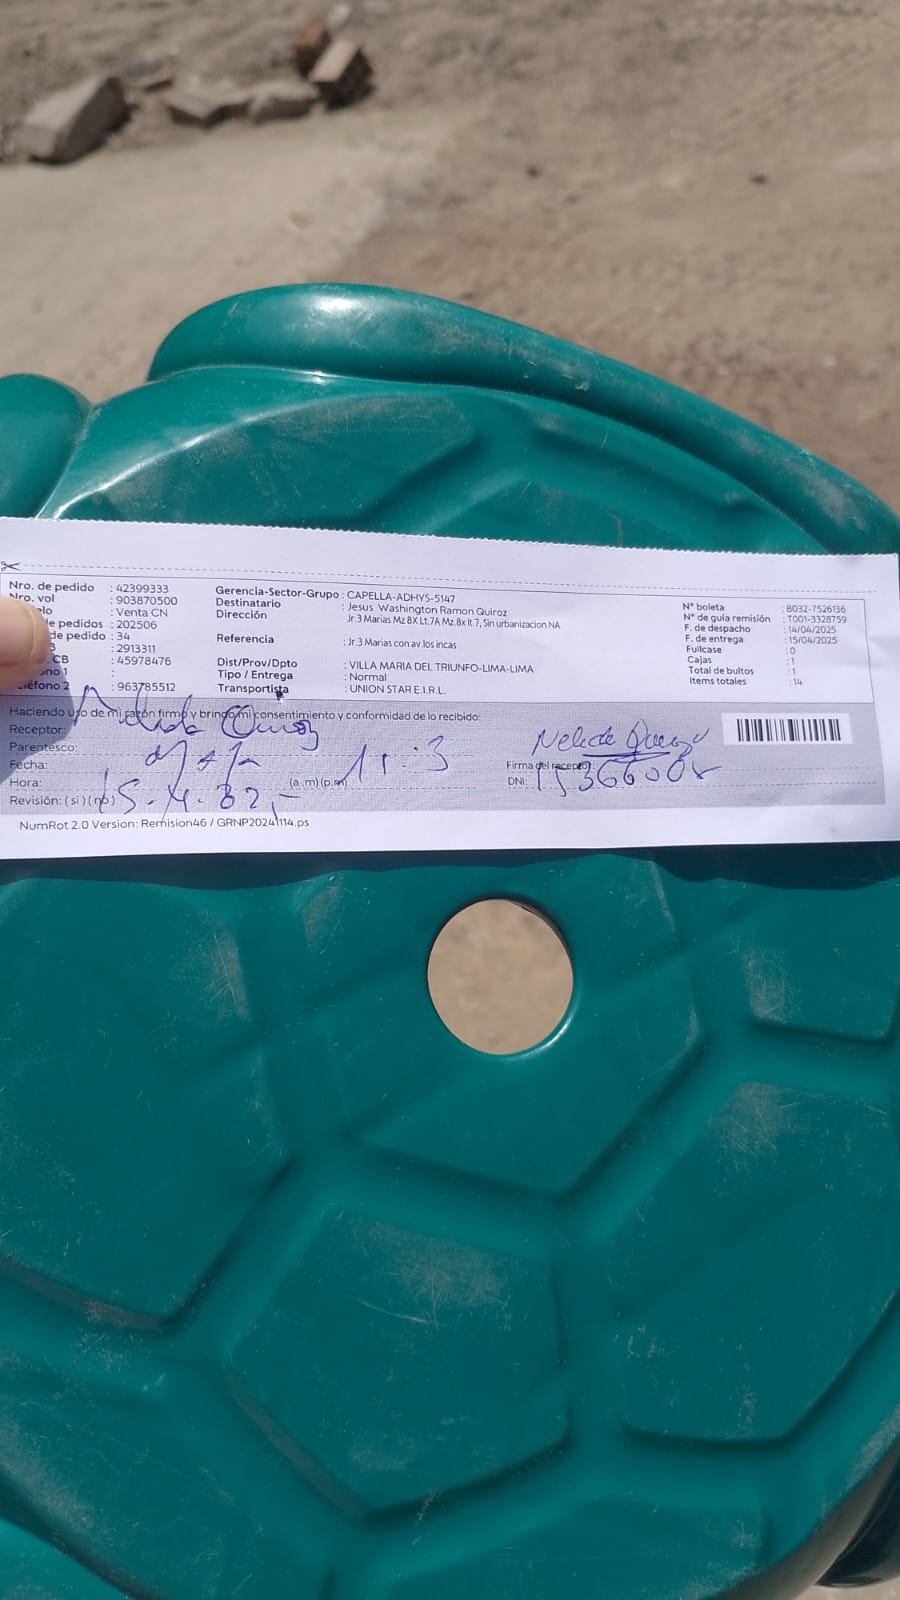 Nro. de pedido : 42399333
Nro. vol : 903870500
elo : Venta CN
de pedidos : 202506
de pedido : 34
: 2913311
CB : 45978476
ono 1 :
eléfono 2 : 963785512
Gerencia-Sector-Grupo : CAPELLA-ADHYS-5147
Destinatario : Jesus Washington Ramon Quiroz
Dirección Jr.3 Marias Mz 8X Lt.7A Mz.8x lt.7, Sin urbanizacion NA
Referencia : Jr.3 Marias con av.los incas
Dist/Prov/Dpto : VILLA MARIA DEL TRIUNFO-LIMA-LIMA
Tipo / Entrega : Normal
Transportista : UNION STAR E.I.R.L.
N° boleta : B032-7526136
N° de guía remisión : T001-3328759
F. de despacho : 14/04/2025
F. de entrega : 15/04/2025
Fullcase : 0
Cajas : 1
Total de bultos : 1
Items totales : 14
Haciendo uso de mi razón firmo y brindo mi consentimiento y conformidad de lo recibido:
Receptor:
Parentesco:
Fecha:
Hora: (a .m) (p.m) 11:3
Revisión: (si) (no)
Firma del receptor:
DNI:
NumRot 2.0 Version: Remision46 / GRNP20241114.ps